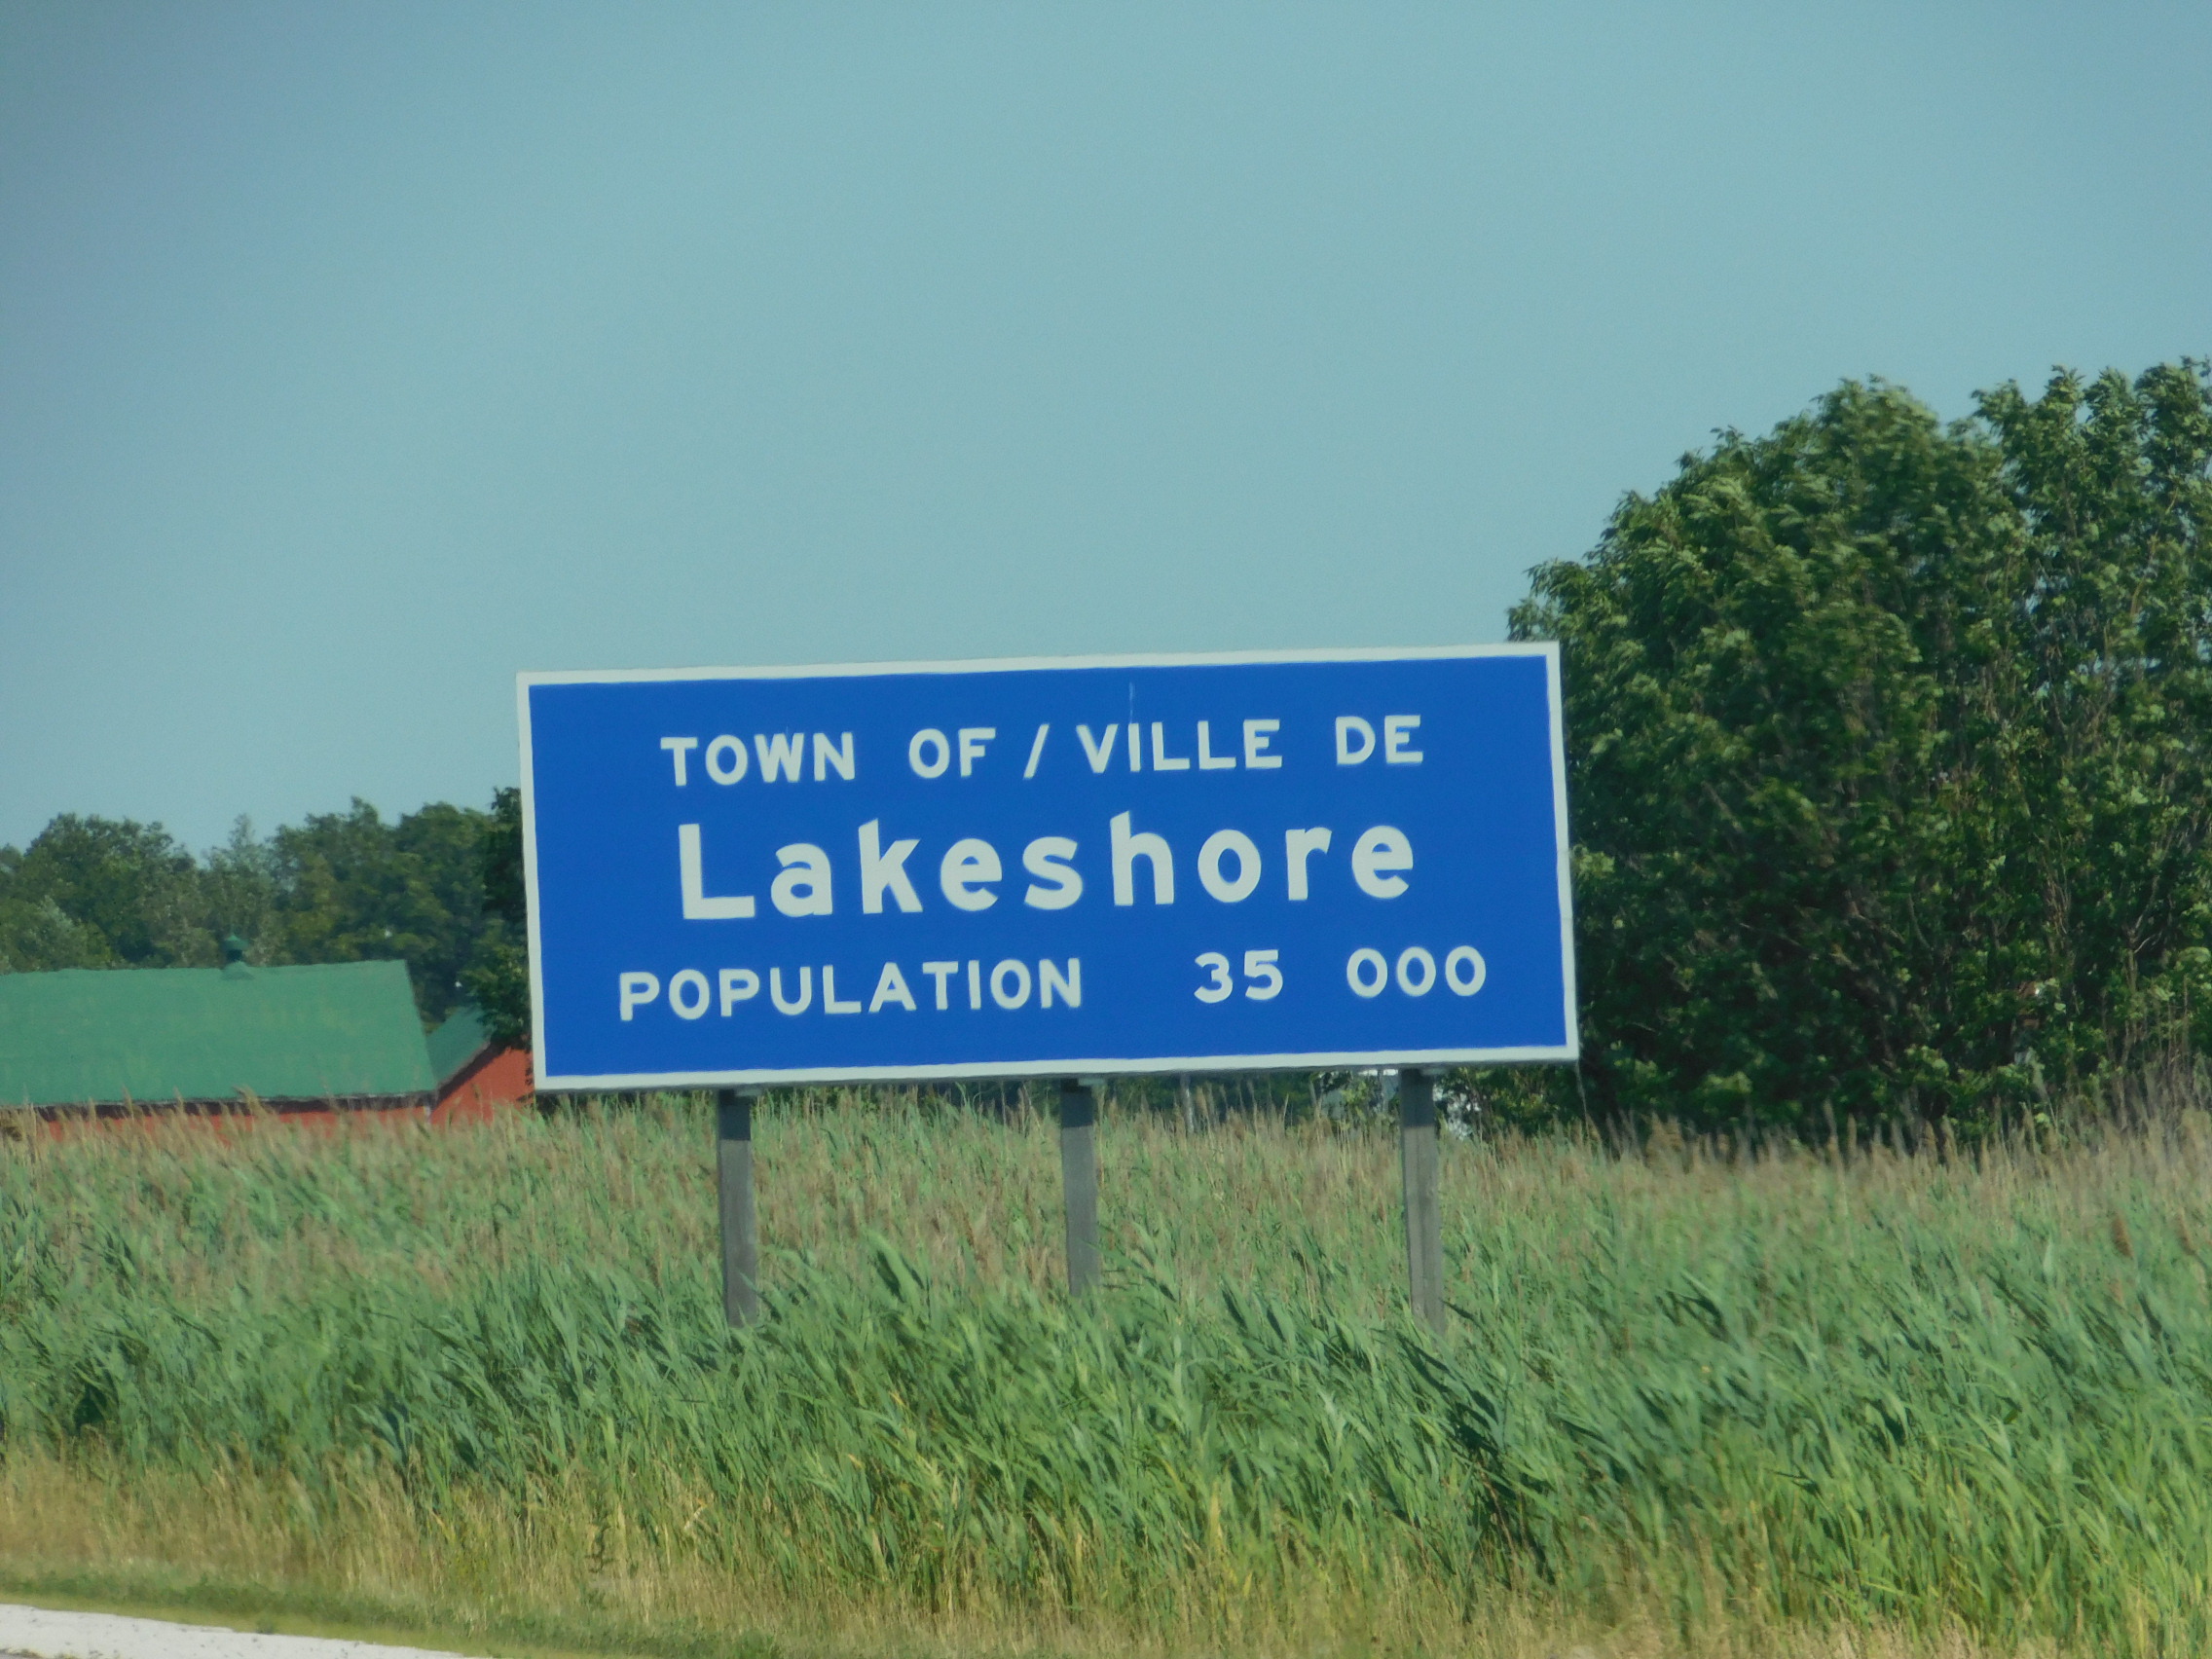 TOWN OF / VILLE DE
Lakeshore
POPULATION 35 000